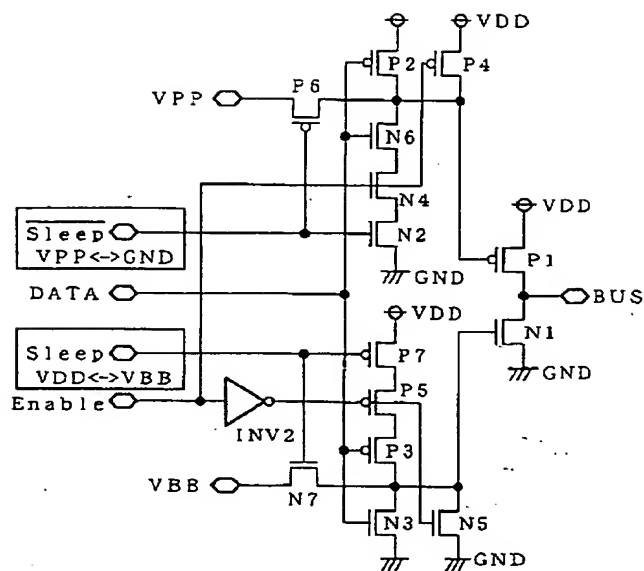 VDD
P2
P4
P6
VPP
N6
N4
VDD
Sleep
N2
P1
VPP<->GND
GND
BUS
DATA
VDD
N1
Sleep
P7
VDD<->VBB
GND
P5
Enable
INV2
P3
VBB
N7
N3
N5
GND